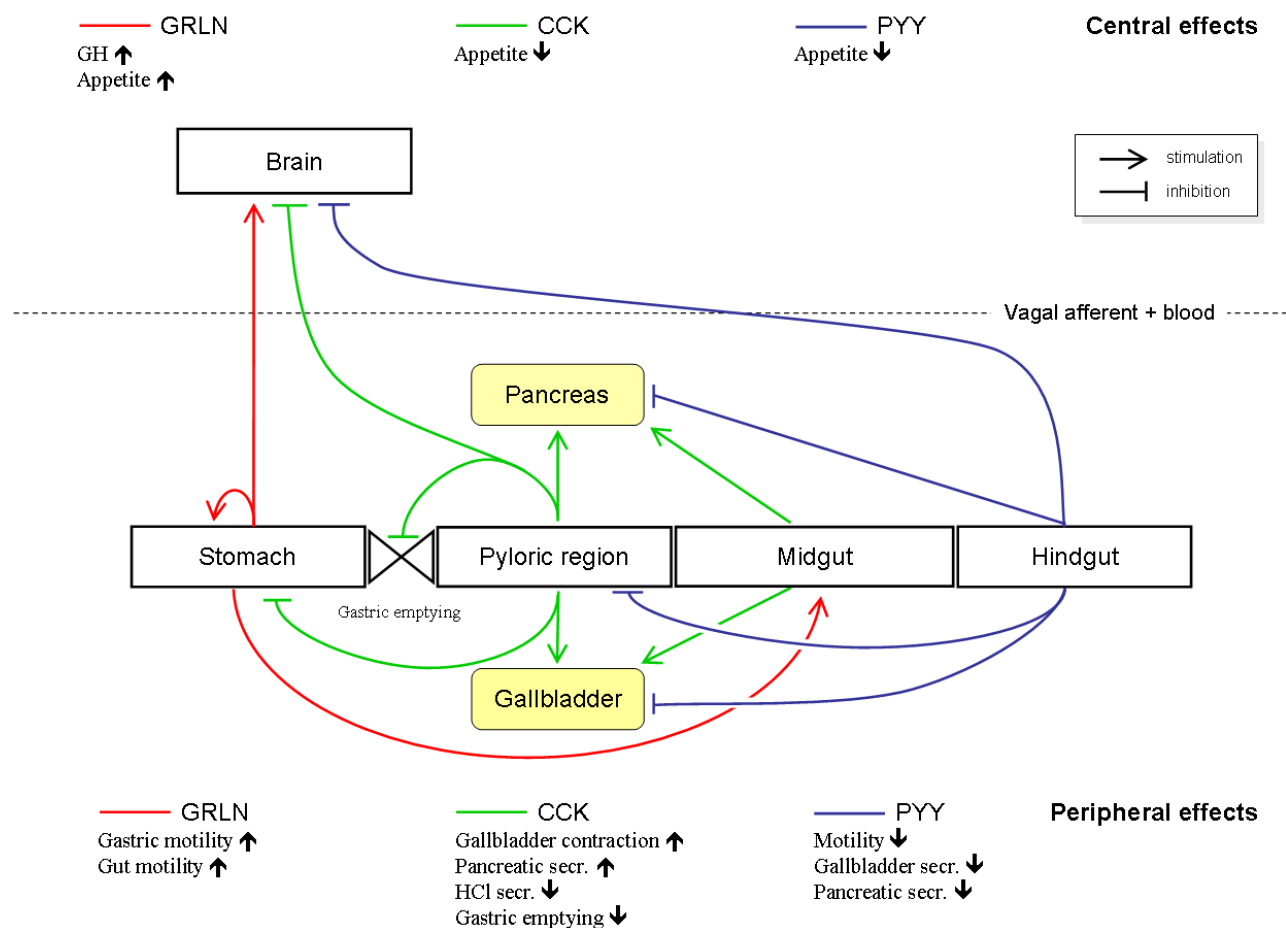 GRLN CCK PYY Central effects
GH ↑ Appetite ↓ Appetite ↓
Appetite ↑
Brain
stimulation
inhibition
Vagal afferent + blood
Pancreas
Stomach Pyloric region Midgut Hindgut
Gastric emptying
Gallbladder
GRLN CCK PYY Peripheral effects
Gastric motility ↑ Gallbladder contraction ↑ Motility ↓
Gut motility ↑ Pancreatic secr. ↑ Gallbladder secr. ↓
HCl secr. ↓ Pancreatic secr. ↓
Gastric emptying ↓